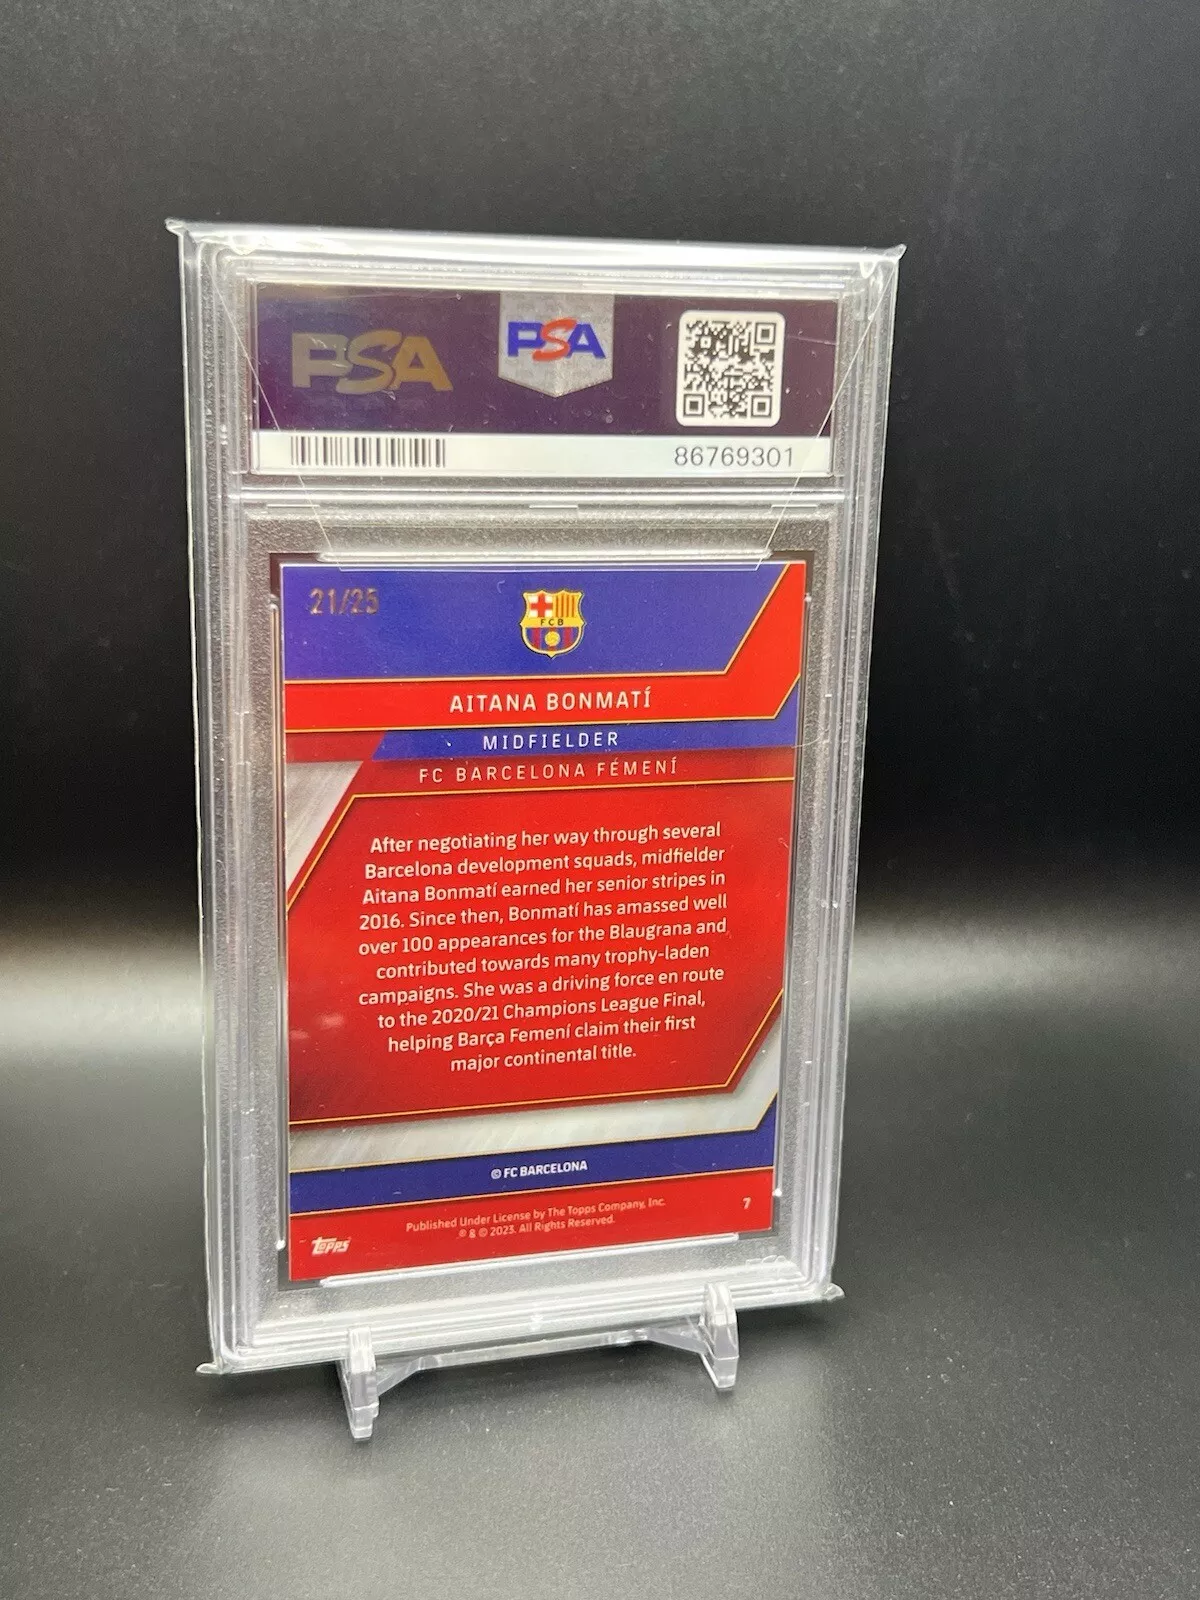 PSA PSA
86769301
21/25
FCB
AITANA BONMATÍ
MIDFIELDER
FC BARCELONA FÉMENÍ
After negotiating her way through several
Barcelona development squads, midfielder
Aitana Bonmatí earned her senior stripes in
2016. Since then, Bonmatí has amassed well
over 100 appearances for the Blaugrana and
contributed towards many trophy-laden
campaigns. She was a driving force en route
to the 2020/21 Champions League Final,
helping Barça Femení claim their first
major continental title.
© FC BARCELONA
Published Under License by The Topps Company, Inc.
® & © 2023. All Rights Reserved.
7
Topps